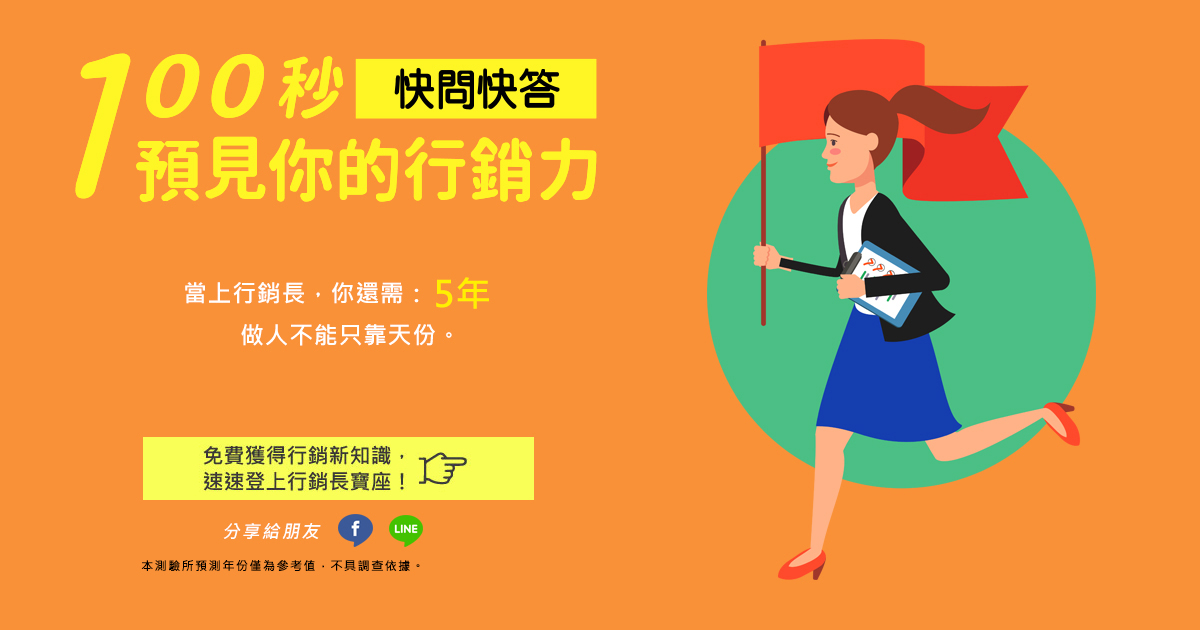 100秒 快問快答
預見你的行銷力
當上行銷長，你還需：5年
做人不能只靠天份。
免費獲得行銷新知識，
速速登上行銷長寶座！
分享給朋友 f LINE
本測驗所預測年份僅為參考值，不具調查依據。